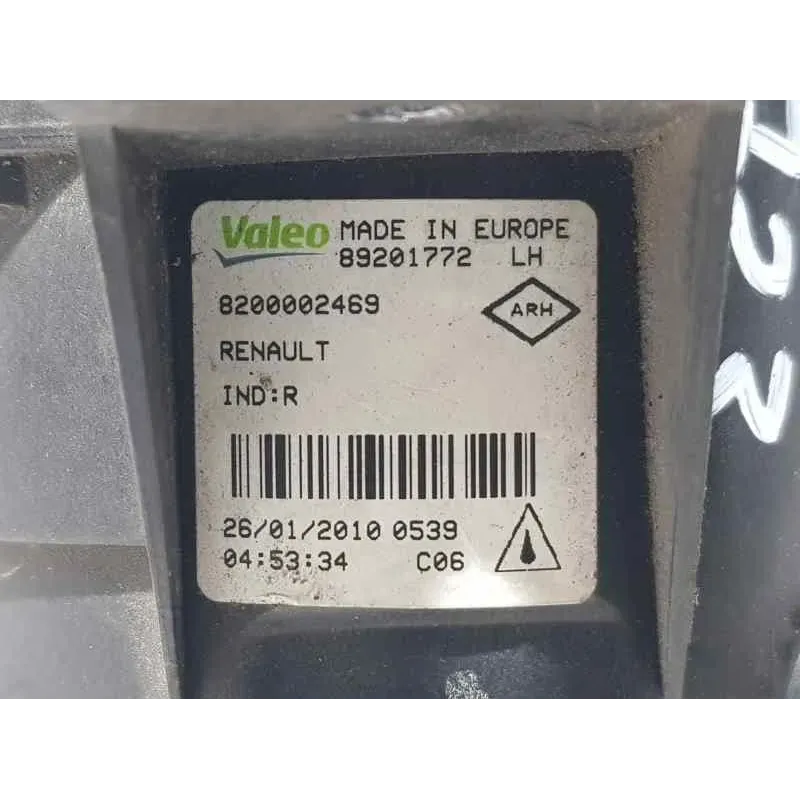 Valeo MADE IN EUROPE
89201772 LH
8200002469
ARH
RENAULT
IND:R
26/01/2010 0539
04:53:34 C06